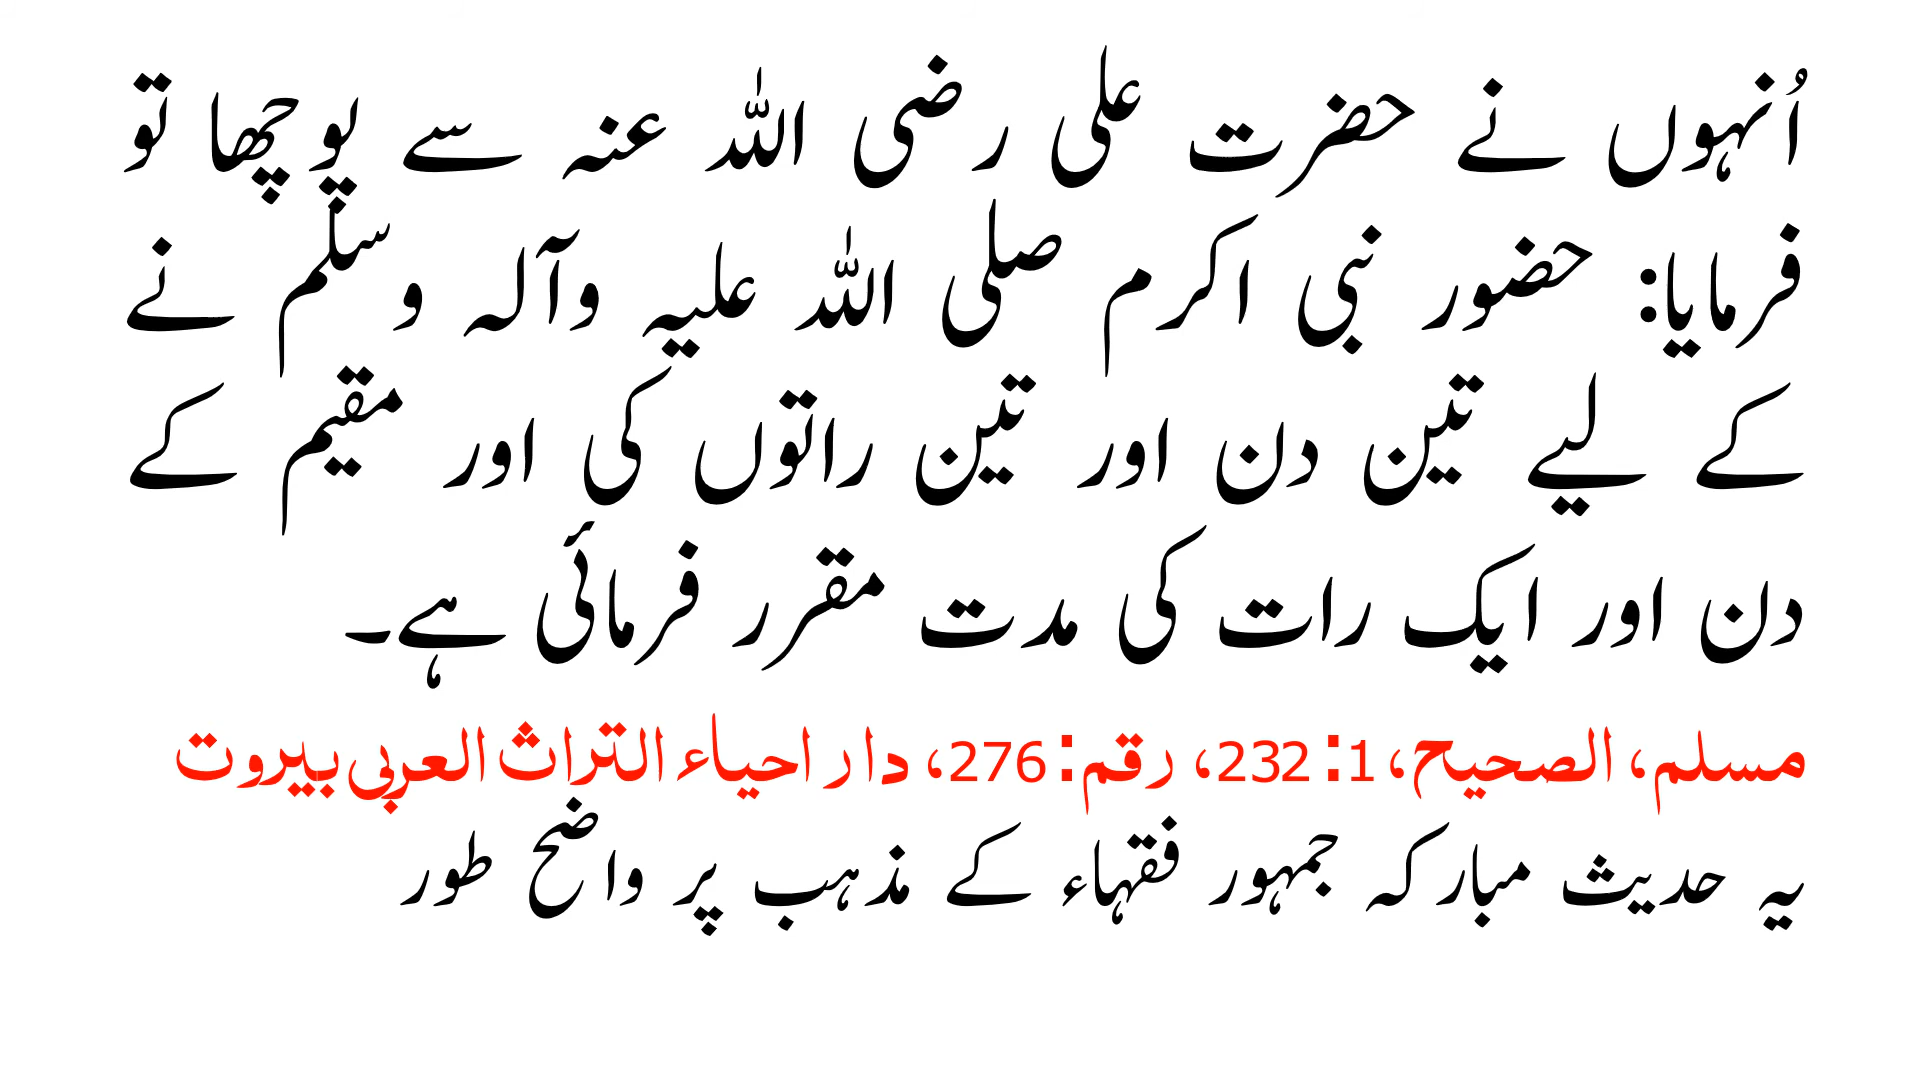 اُنہوں نے حضرت علی رضی اللہ عنہ سے پوچھا تو
فرمایا: حضور نبی اکرم صلی اللہ علیہ وآلہ وسلم نے
کے لیے تین دن اور تین راتوں کی اور مقیم کے
دن اور ایک رات کی مدت مقرر فرمائی ہے۔
مسلم، الصحیح، 1: 232، رقم: 276، دار احیاء التراث العربی بیروت
یہ حدیث مبارکہ جمہور فقہاء کے مذہب پر واضح طور